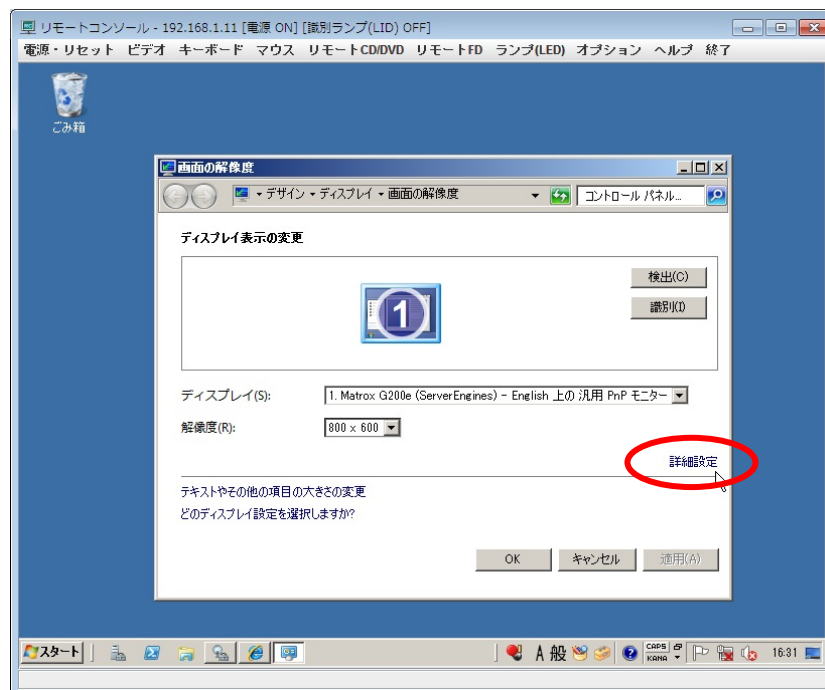 リモートコンソール - 192.168.1.11 [電源 ON] [識別ランプ(LID) OFF]
電源・リセット ビデオ キーボード マウス リモートCD/DVD リモートFD ランプ(LED) オプション ヘルプ 終了
ごみ箱
画面の解像度
デザイン ディスプレイ 画面の解像度 コントロール パネル...
ディスプレイ表示の変更
1
検出(C)
識別(I)
ディスプレイ(S): 1. Matrox G200e (ServerEngines) - English 上の 汎用 PnP モニター
解像度(R): 800 x 600
詳細設定
テキストやその他の項目の大きさの変更
どのディスプレイ設定を選択しますか?
OK キャンセル 適用(A)
スタート A 般 CAPS KANA 16:31